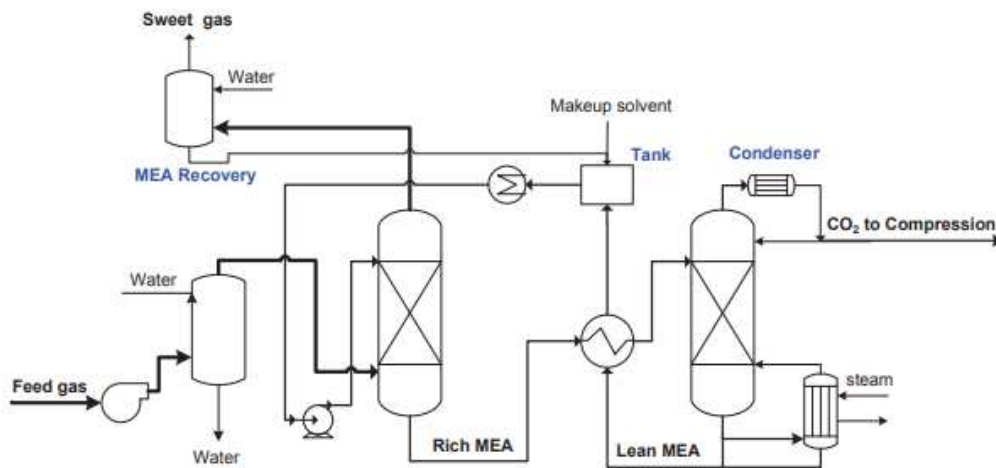 Sweet gas
Water
Makeup solvent
MEA Recovery
Tank
Condenser
CO₂ to Compression
Water
Feed gas
steam
Rich MEA
Lean MEA
Water